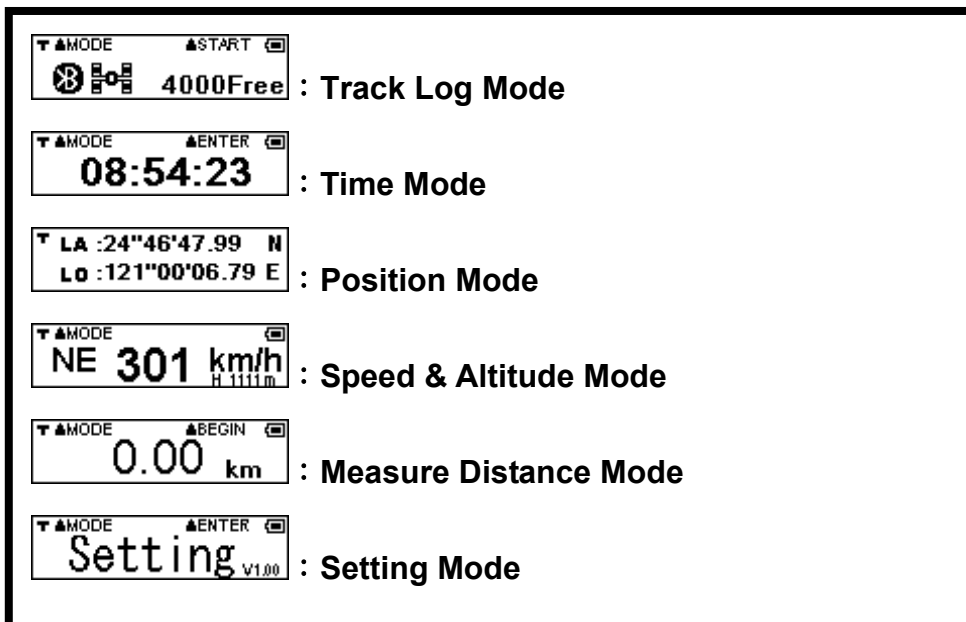 MODE START
4000Free : Track Log Mode
MODE ENTER
08:54:23 : Time Mode
LA :24"46'47.99 N
LO :121"00'06.79 E : Position Mode
MODE
NE 301 km/h
H 1111m : Speed & Altitude Mode
MODE BEGIN
0.00 km : Measure Distance Mode
MODE ENTER
Setting V1.00 : Setting Mode